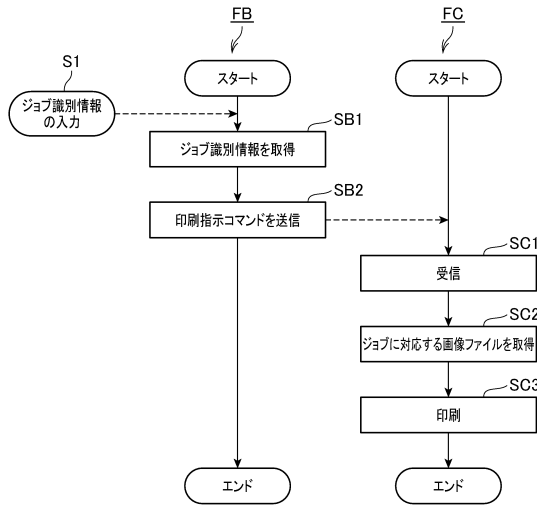 FB
FC
S1
スタート
スタート
ジョブ識別情報
の入力
SB1
ジョブ識別情報を取得
SB2
印刷指示コマンドを送信
SC1
受信
SC2
ジョブに対応する画像ファイルを取得
SC3
印刷
エンド
エンド